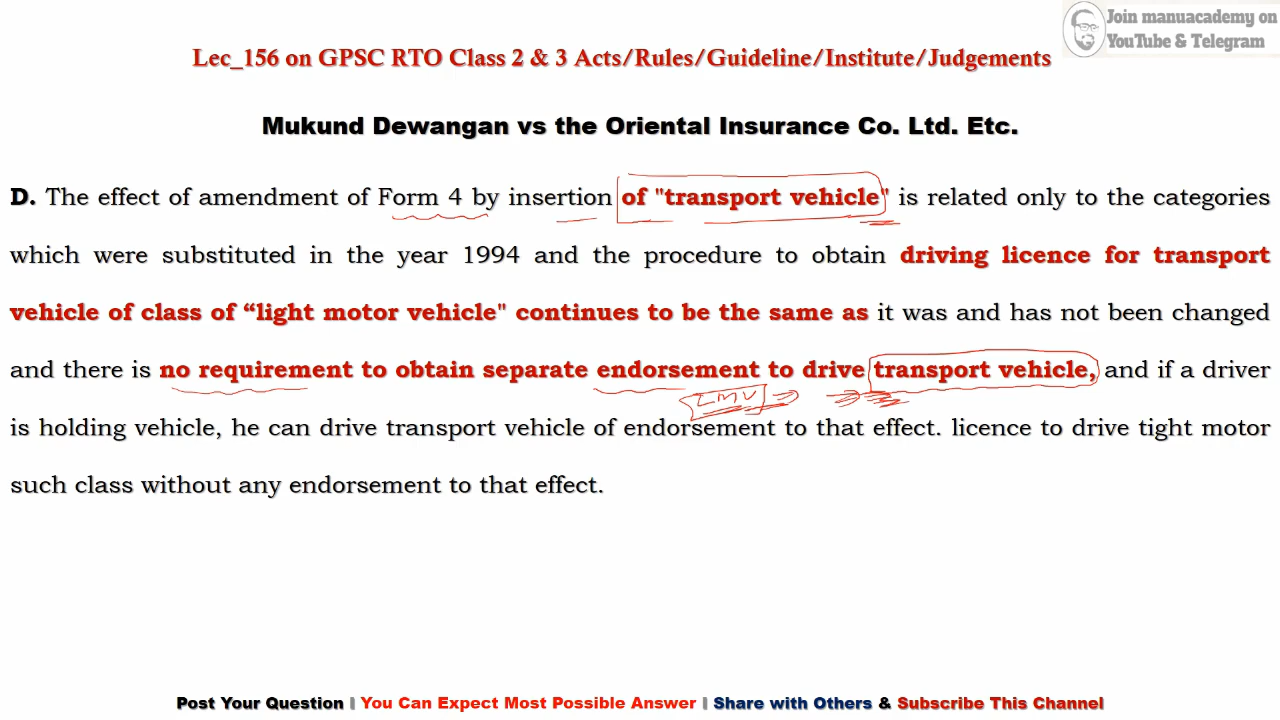 Join manuacademy on
YouTube & Telegram
Lec_156 on GPSC RTO Class 2 & 3 Acts/Rules/Guideline/Institute/Judgements
Mukund Dewangan vs the Oriental Insurance Co. Ltd. Etc.
D. The effect of amendment of Form 4 by insertion of "transport vehicle" is related only to the categories
which were substituted in the year 1994 and the procedure to obtain driving licence for transport
vehicle of class of “light motor vehicle" continues to be the same as it was and has not been changed
and there is no requirement to obtain separate endorsement to drive transport vehicle, and if a driver
LMV
is holding vehicle, he can drive transport vehicle of endorsement to that effect. licence to drive tight motor
such class without any endorsement to that effect.
Post Your Question | You Can Expect Most Possible Answer | Share with Others & Subscribe This Channel